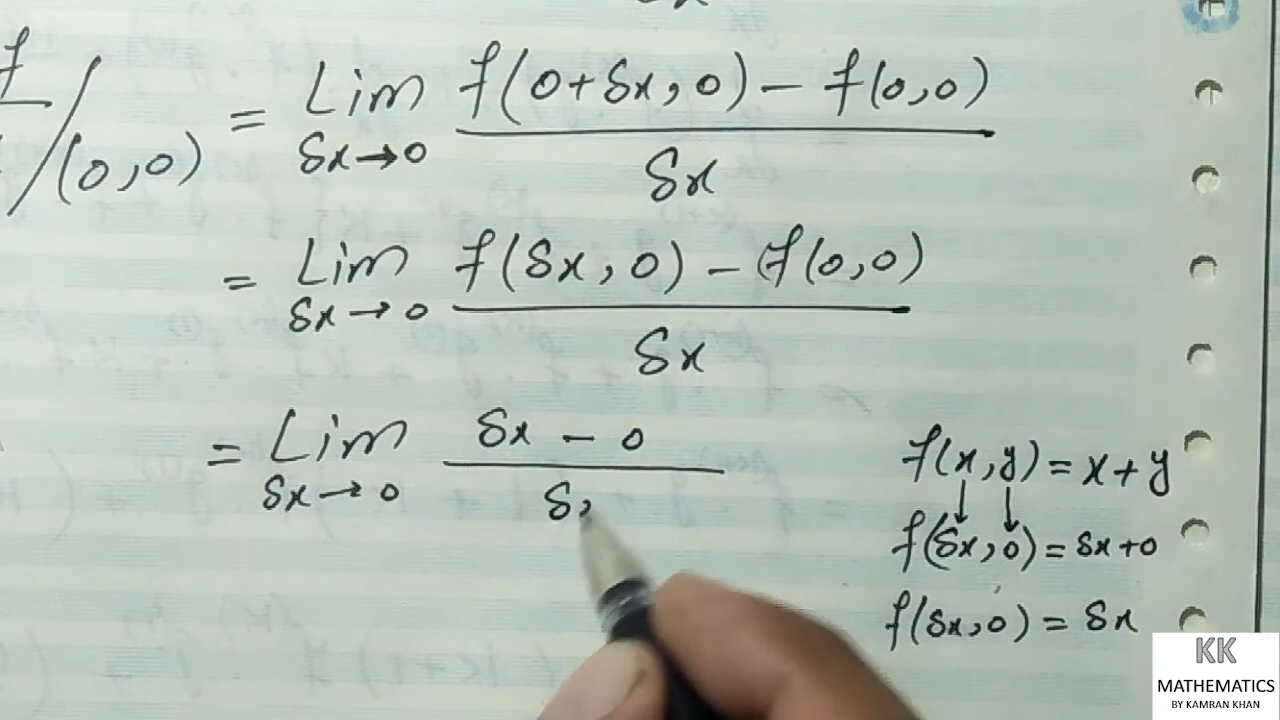 f/(0,0) = Lim δx→0 f(0+δx,0) - f(0,0)
δx
= Lim δx→0 f(δx,0) - f(0,0)
δx
= Lim δx→0 δx - 0
δ
f(x,y) = x+y
f(δx,0) = δx+0
f(δx,0) = δx
KK
MATHEMATICS
BY KAMRAN KHAN